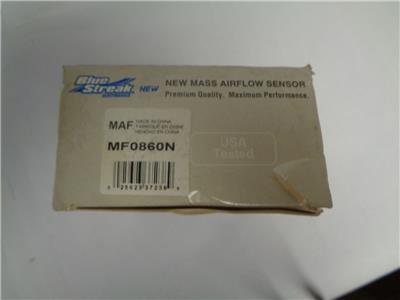 Blue Streak
NEW
NEW MASS AIRFLOW SENSOR
Premium Quality. Maximum Performance.
MAF
MADE IN CHINA
FABRIQUÉ EN CHINE
HECHO EN CHINA
MF0860N
USA
Tested